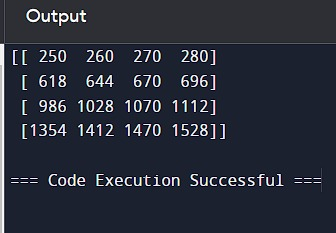 Output
[[ 250  260  270  280]
 [ 618  644  670  696]
 [ 986 1028 1070 1112]
 [1354 1412 1470 1528]]
=== Code Execution Successful ===